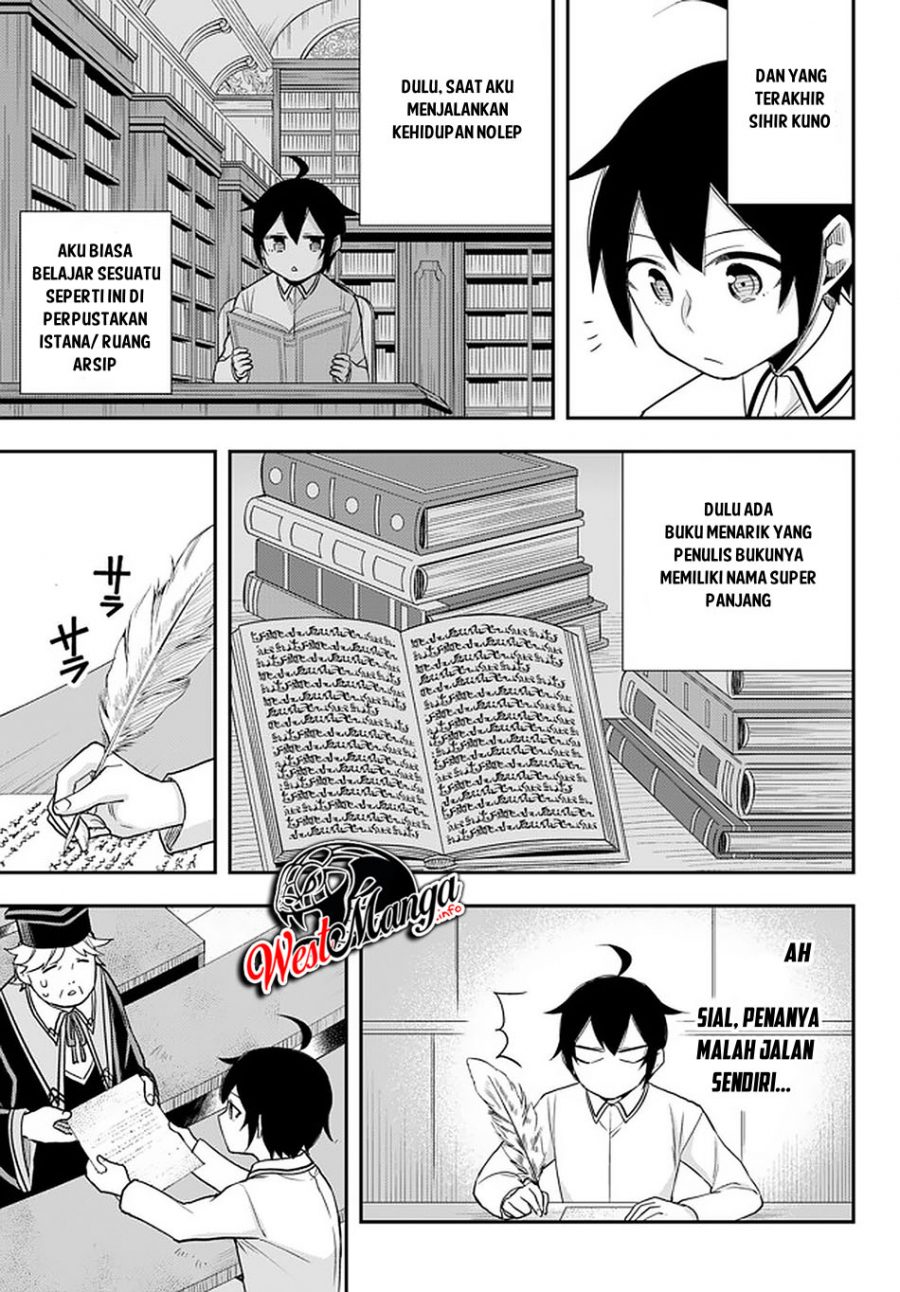 DAN YANG
TERAKHIR
SIHIR KUNO
DULU, SAAT AKU
MENJALANKAN
KEHIDUPAN NOLEP
AKU BIASA
BELAJAR SESUATU
SEPERTI INI DI
PERPUSTAKAN
ISTANA/ RUANG
ARSIP
DULU ADA
BUKU MENARIK YANG
PENULIS BUKUNYA
MEMILIKI NAMA SUPER
PANJANG
サラ
サラ
AH
SIAL, PENANYA
MALAH JALAN
SENDIRI...
WestManga
.info